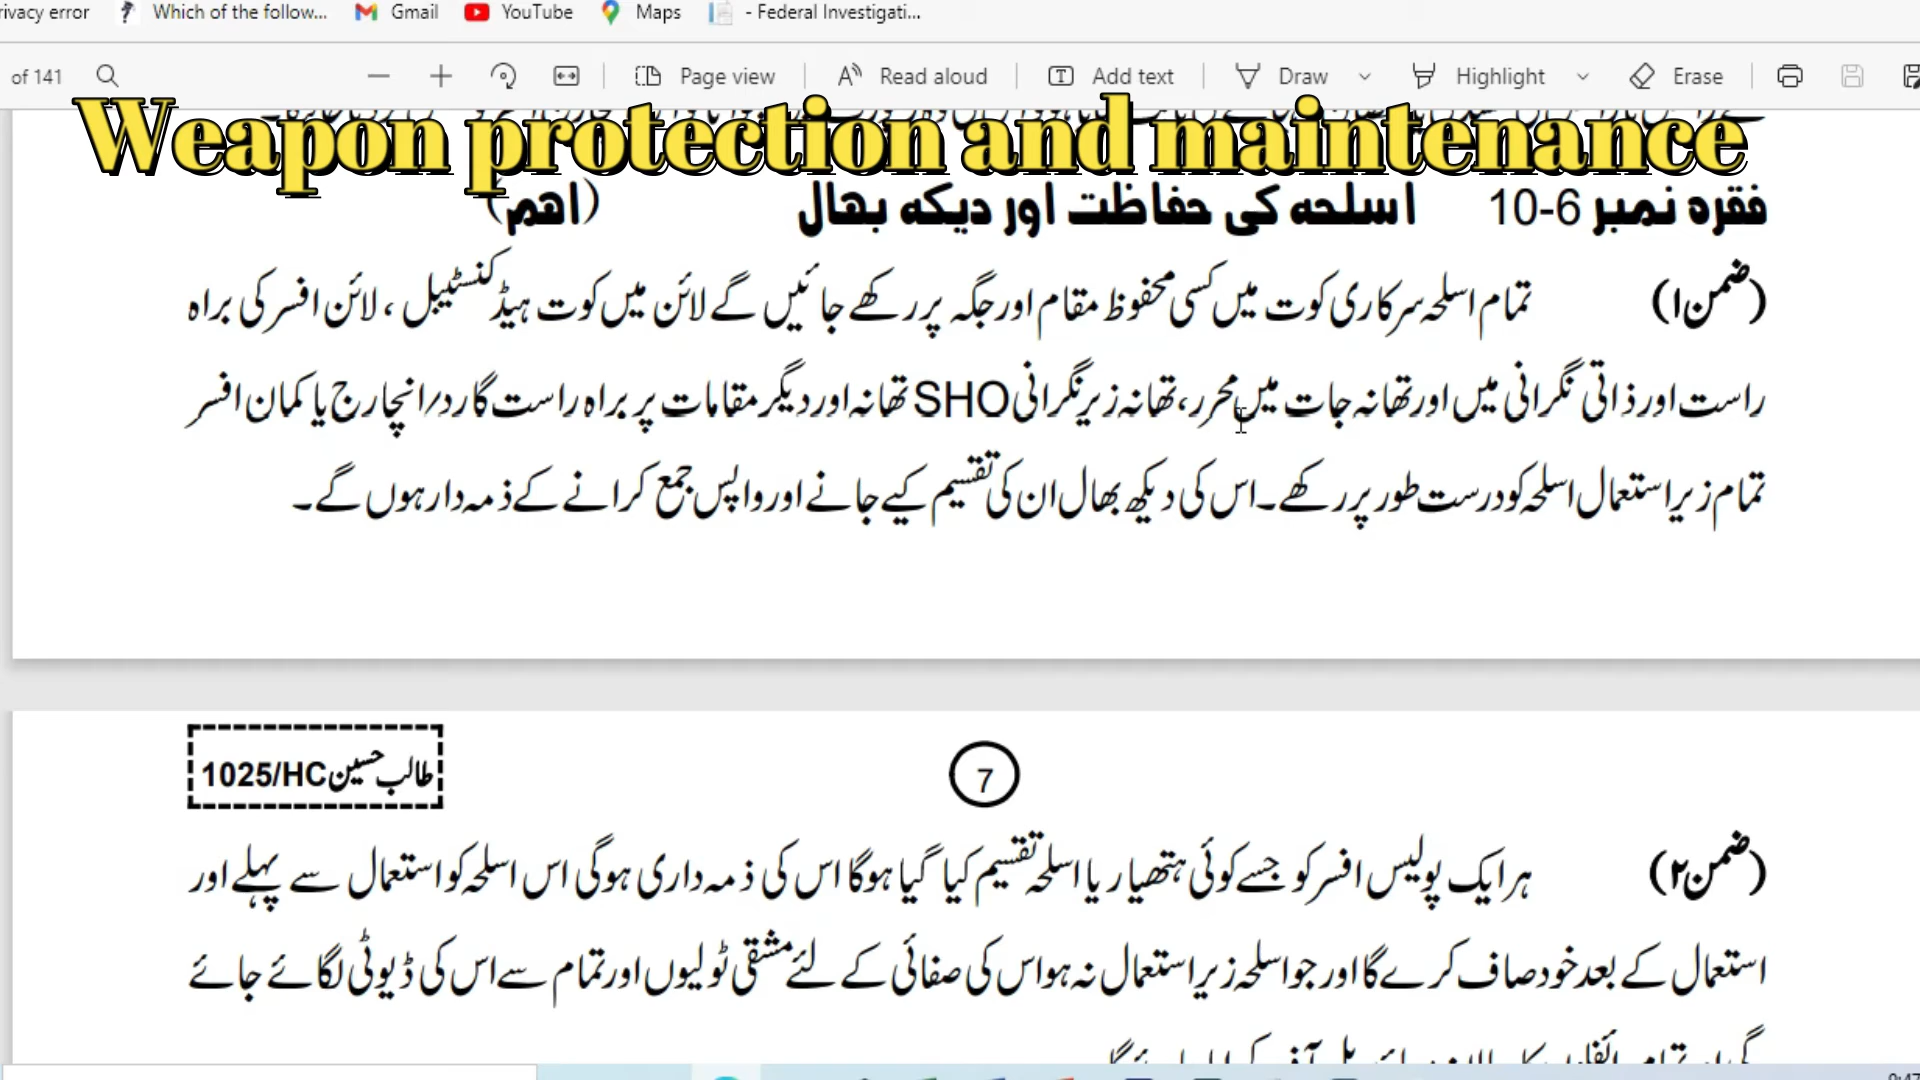 rivacy error Which of the follow... Gmail YouTube Maps - Federal Investigati...
of 141 Page view Read aloud Add text Draw Highlight Erase
Weapon protection and maintenance
فقرہ نمبر 6-10 اسلحہ کی حفاظت اور دیکھ بھال (اھم)
(ضمن۱) تمام اسلحہ سرکاری کوت میں کسی محفوظ مقام اور جگہ پر رکھے جائیں گے لائن میں کوت ہیڈ کنسٹیبل ، لائن افسر کی براہ
راست اور ذاتی نگرانی میں اور تھانہ جات میں محرر، تھانہ زیر نگرانی SHO تھانہ اور دیگر مقامات پر براہ راست گارد/انچارج یا کمان افسر
تمام زیر استعمال اسلحہ کو درست طور پر رکھے۔ اس کی دیکھ بھال ان کی تقسیم کیے جانے اور واپس جمع کرانے کے ذمہ دار ہوں گے۔
طالب حسین 1025/HC
7
(ضمن۲) ہر ایک پولیس افسر کو جسے کوئی ہتھیار یا اسلحہ تقسیم کیا گیا ہوگا اس کی ذمہ داری ہوگی اس اسلحہ کو استعمال سے پہلے اور
استعمال کے بعد خود صاف کرے گا اور جو اسلحہ زیر استعمال نہ ہو اس کی صفائی کے لئے مشقی ٹولیوں اور تمام سے اس کی ڈیوٹی لگائے جائے